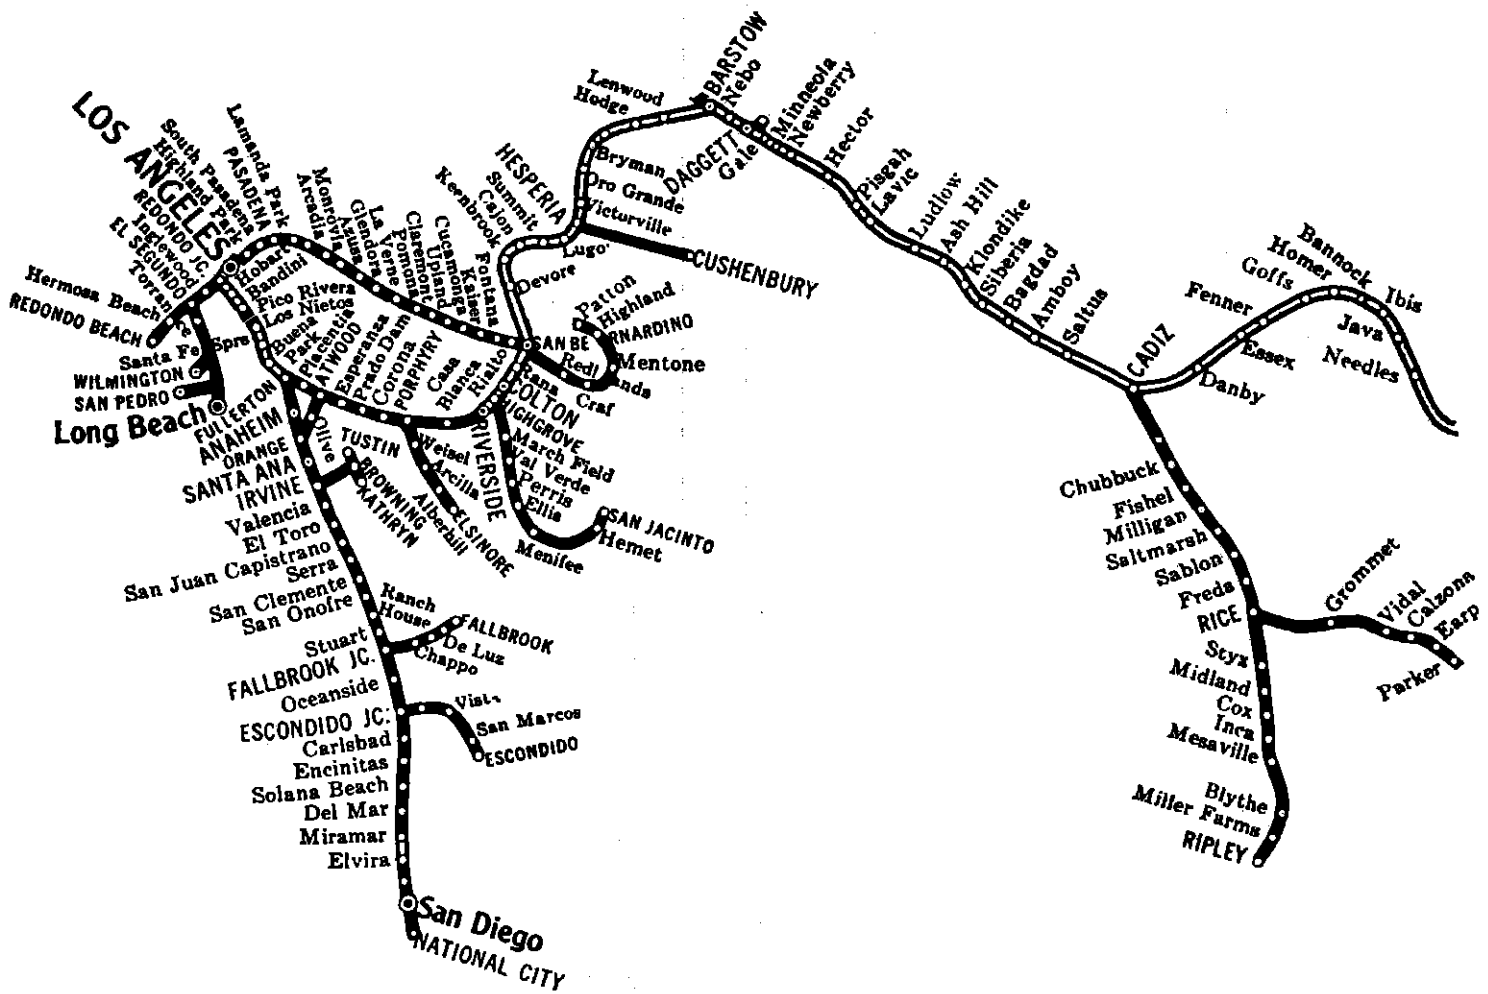 LOS ANGELES
Lamanda Park
PASADENA
South Pasadena
Highland Park
REDONDO JC.
Inglewood
EL SEGUNDO
Torrance
Hermosa Beach
REDONDO BEACH
Santa Fe Sprs
WILMINGTON
SAN PEDRO
Long Beach
Hobart
Bandini
Pico Rivera
Los Nietos
Buena
Park
Placentia
ATWOOD
Esperanza
Prado Dam
Corona
PORPHYRY
Casa
Blanca
Rialto
Arcadia
Monrovia
Azusa
Glendora
La
Verne
Pomona
Claremont
Upland
Cucamonga
Kaiser
Fontana
Keenbrook
Cajon
Summit
HESPERIA
Lugo
Devore
Patton
Highland
SAN BERNARDINO
Mentone
Redlands
Craf
COLTON
HIGHGROVE
RIVERSIDE
March Field
Val Verde
Perris
Ellis
Menifee
Hemet
SAN JACINTO
Weisel
Arcilla
Alberhill
ELSINORE
FULLERTON
ANAHEIM
ORANGE
Olive
SANTA ANA
IRVINE
TUSTIN
BROWNING
KATHRYN
Valencia
El Toro
San Juan Capistrano
Serra
San Clemente
San Onofre
Stuart
FALLBROOK JC.
Ranch
House
De Luz
Chappo
FALLBROOK
Oceanside
ESCONDIDO JC.
Vista
San Marcos
ESCONDIDO
Carlsbad
Encinitas
Solana Beach
Del Mar
Miramar
Elvira
San Diego
NATIONAL CITY
Victorville
Oro Grande
Bryman
CUSHENBURY
Hodge
Lenwood
BARSTOW
Nebo
DAGGETT
Gale
Minneola
Newberry
Hector
Pisgah
Lavic
Ludlow
Ash Hill
Klondike
Siberia
Bagdad
Amboy
Saltus
CADIZ
Danby
Essex
Fenner
Goffs
Homer
Bannock
Ibis
Java
Needles
Chubbuck
Fishel
Milligan
Saltmarsh
Sablon
Freda
RICE
Grommet
Vidal
Calzona
Earp
Parker
Styx
Midland
Cox
Inca
Mesaville
Blythe
Miller Farms
RIPLEY